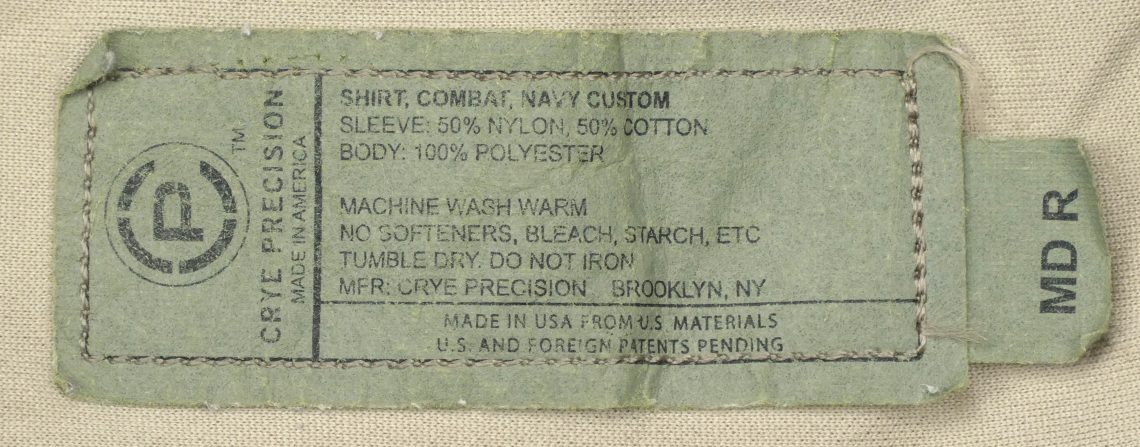 P
TM
CRYE PRECISION
MADE IN AMERICA
SHIRT, COMBAT, NAVY CUSTOM
SLEEVE: 50% NYLON, 50% COTTON
BODY: 100% POLYESTER
MACHINE WASH WARM
NO SOFTENERS, BLEACH, STARCH, ETC
TUMBLE DRY. DO NOT IRON
MFR: CRYE PRECISION BROOKLYN, NY
MADE IN USA FROM U.S MATERIALS
U.S. AND FOREIGN PATENTS PENDING
MD R